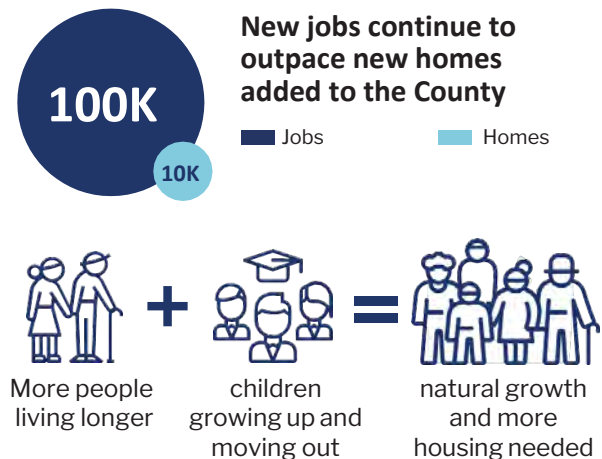 100K
10K
New jobs continue to
outpace new homes
added to the County
Jobs
Homes
+
=
More people
living longer
children
growing up and
moving out
natural growth
and more
housing needed